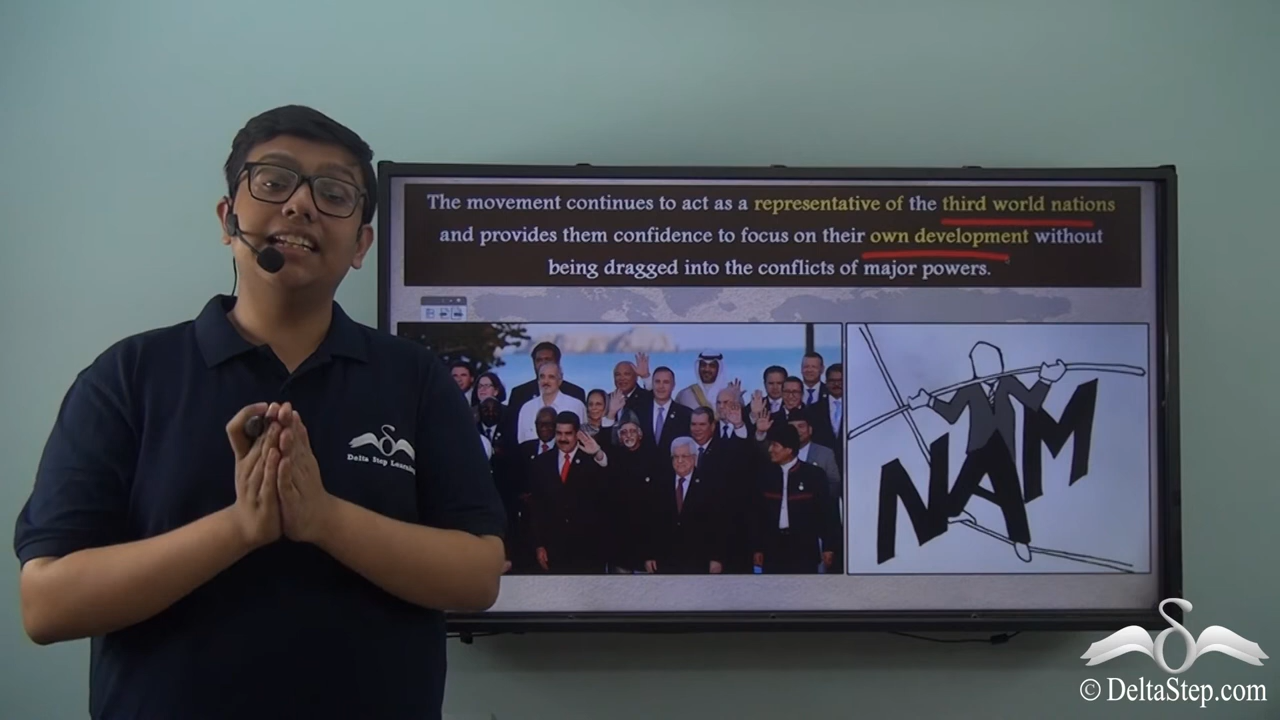 The movement continues to act as a representative of the third world nations
and provides them confidence to focus on their own development without
being dragged into the conflicts of major powers.
NAM
Delta Step Learning
© DeltaStep.com